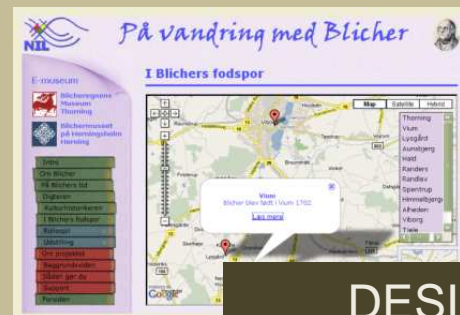 NIL
På vandring med Blicher
E-museum
Blicheregnens
Museum
Thorning
Blichermuseet
på Herningsholm
Herning
Intro
Om Blicher
På Blichers tid
Digteren
Kulturhistorikeren
I Blichers fodspor
Rollespil
Udstilling
Om projektet
Baggrundsviden
Sådan gør du
Support
Forsiden
I Blichers fodspor
Map
Satellite
Hybrid
Thorning
Vium
Lysgård
Aunsbjerg
Hald
Randers
Randlev
Spentrup
Himmelbjerget
Alheden
Viborg
Tjele
Vium
Blicher blev født i Vium 1782
Læs mere
Google
DESI